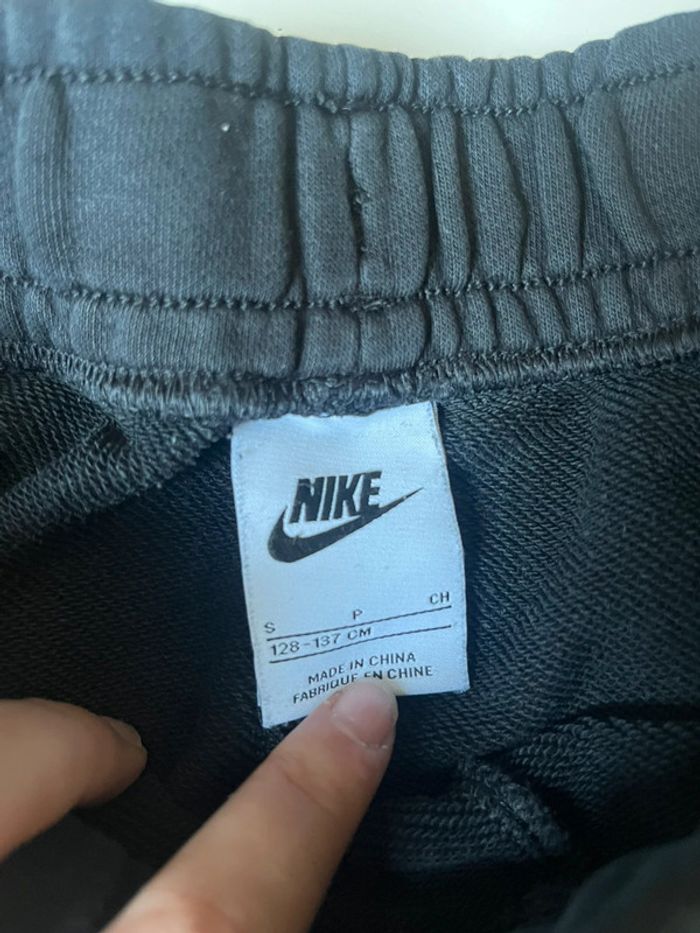 NIKE
S P CH
128-137 CM
MADE IN CHINA
FABRIQUE EN CHINE